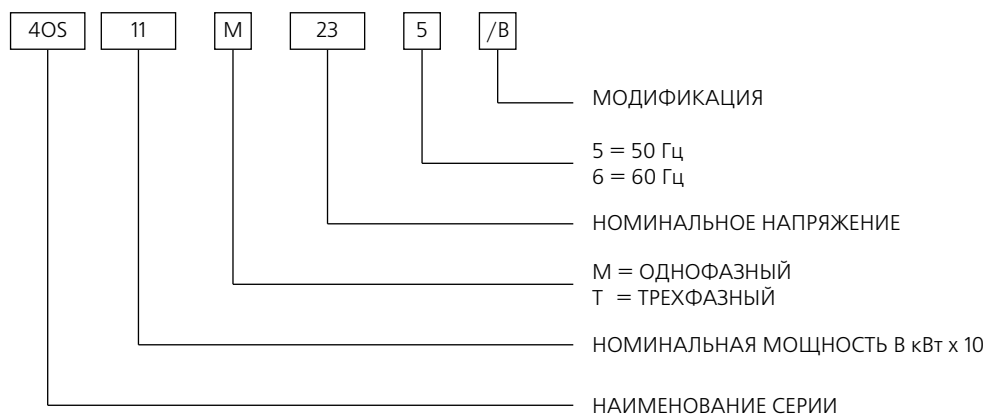 4OS 11 M 23 5 /B
МОДИФИКАЦИЯ
5 = 50 Гц
6 = 60 Гц
НОМИНАЛЬНОЕ НАПРЯЖЕНИЕ
М = ОДНОФАЗНЫЙ
Т = ТРЕХФАЗНЫЙ
НОМИНАЛЬНАЯ МОЩНОСТЬ В кВт x 10
НАИМЕНОВАНИЕ СЕРИИ